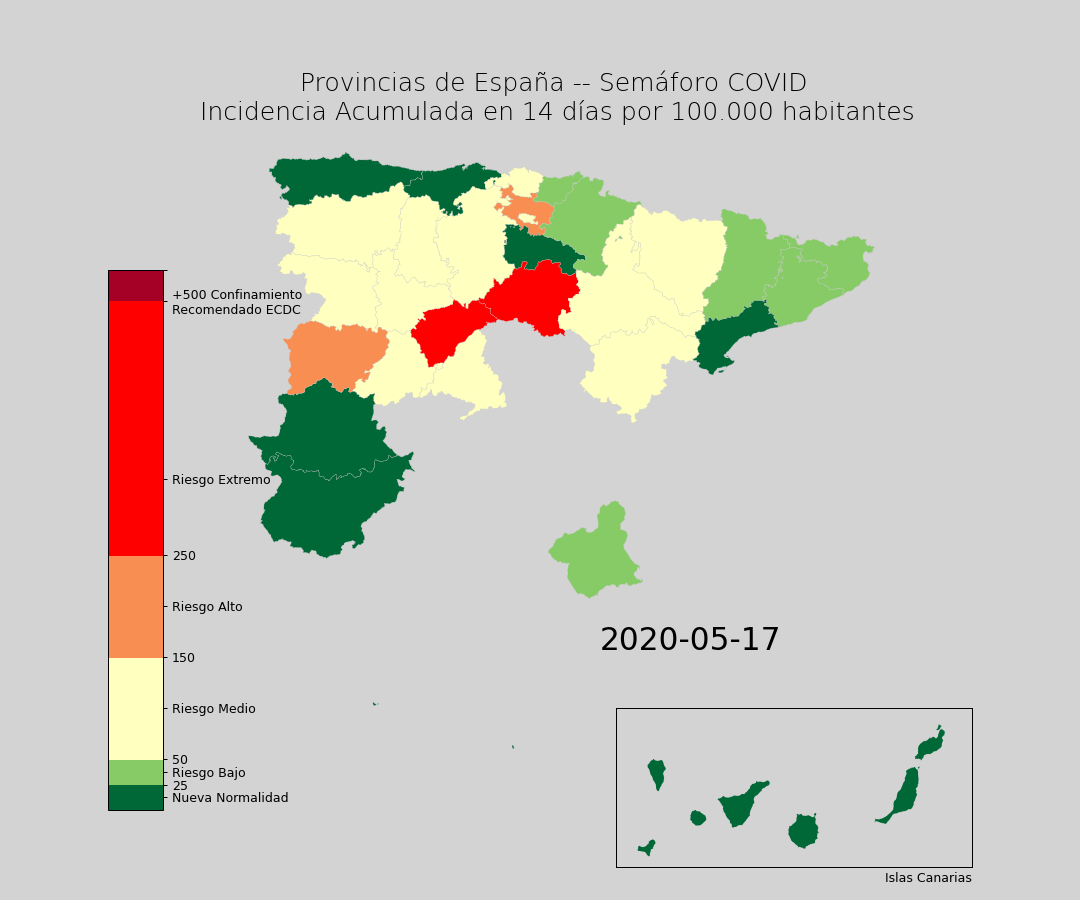 Provincias de España -- Semáforo COVID
Incidencia Acumulada en 14 días por 100.000 habitantes
+500 Confinamiento
Recomendado ECDC
Riesgo Extremo
250
Riesgo Alto
150
Riesgo Medio
50
Riesgo Bajo
25
Nueva Normalidad
2020-05-17
Islas Canarias